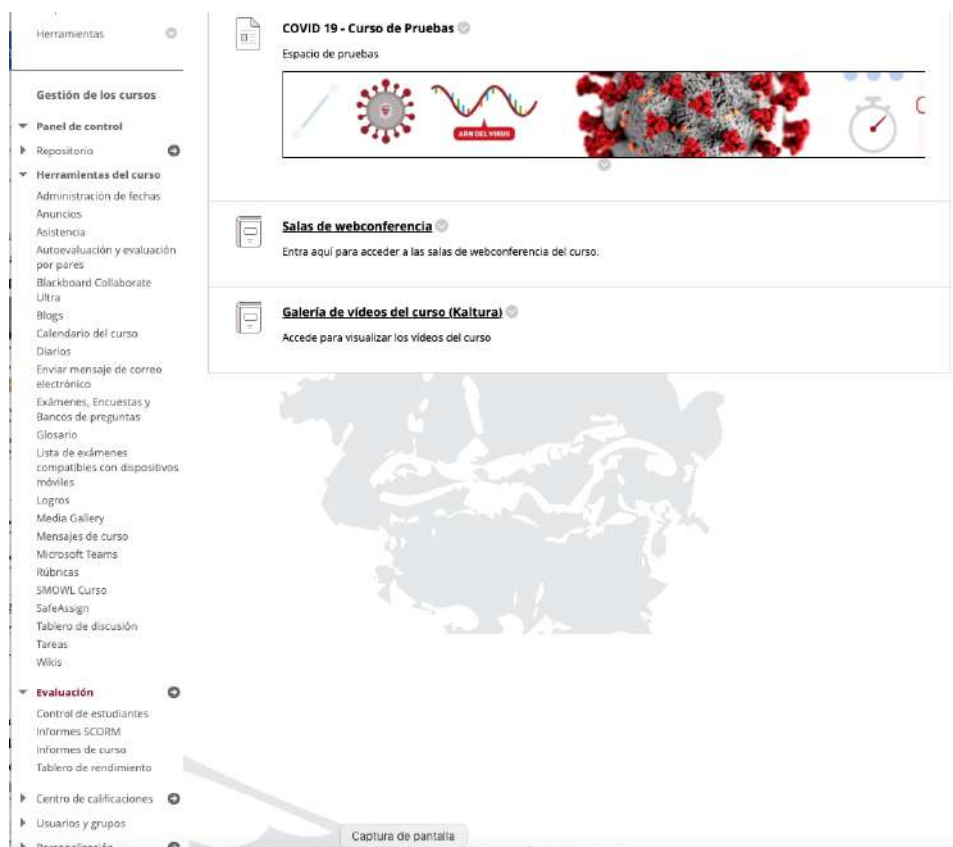 Herramientas
Gestión de los cursos
Panel de control
Repositorio
Herramientas del curso
Administración de fechas
Anuncios
Asistencia
Autoevaluación y evaluación
por pares
Blackboard Collaborate
Ultra
Blogs
Calendario del curso
Diarios
Enviar mensaje de correo
electrónico
Exámenes, Encuestas y
Bancos de preguntas
Glosario
Lista de exámenes
compatibles con dispositivos
móviles
Logros
Media Gallery
Mensajes de curso
Microsoft Teams
Rúbricas
SMOWL Curso
SafeAssign
Tablero de discusión
Tareas
Wikis
Evaluación
Control de estudiantes
Informes SCORM
Informes de curso
Tablero de rendimiento
Centro de calificaciones
Usuarios y grupos
COVID 19 - Curso de Pruebas
Espacio de pruebas
ARN DEL VIRUS
Salas de webconferencia
Entra aquí para acceder a las salas de webconferencia del curso.
Galería de vídeos del curso (Kaltura)
Accede para visualizar los vídeos del curso
Captura de pantalla